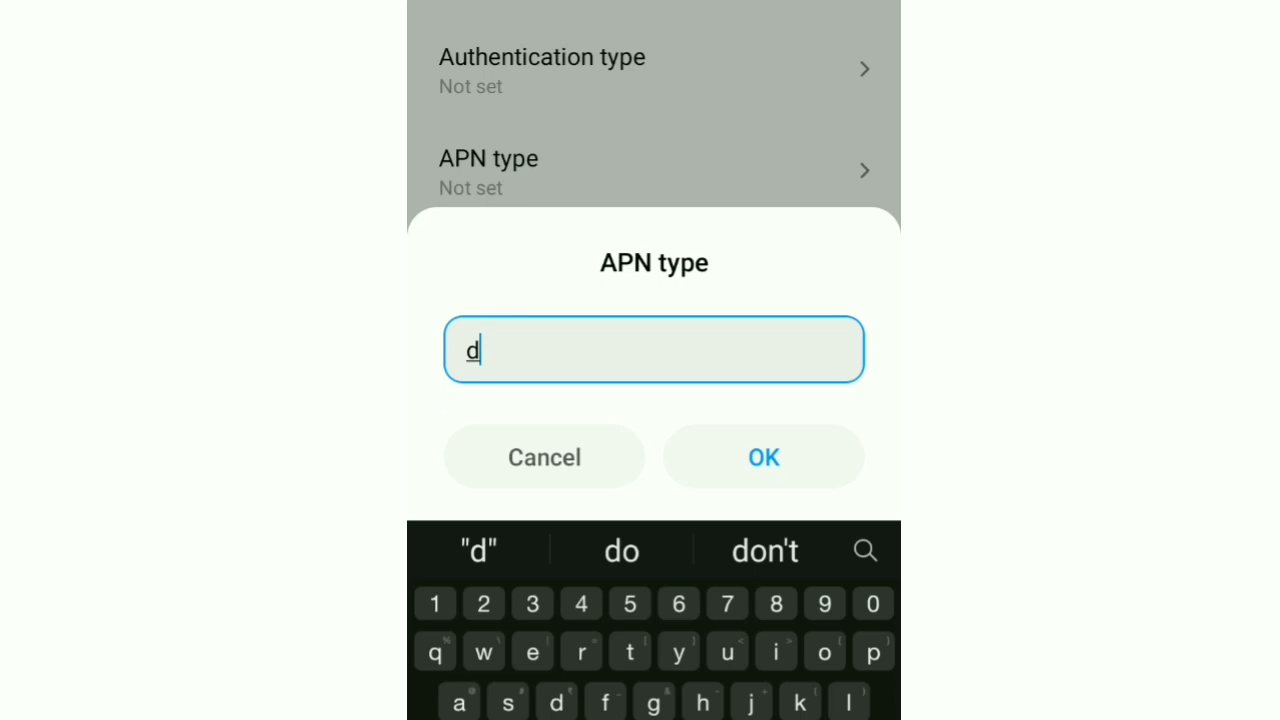 Authentication type
Not set
APN type
Not set
APN type
d
Cancel OK
"d" do don't
1 2 3 4 5 6 7 8 9 0
q w e r t y u i o p
a s d f g h j k l